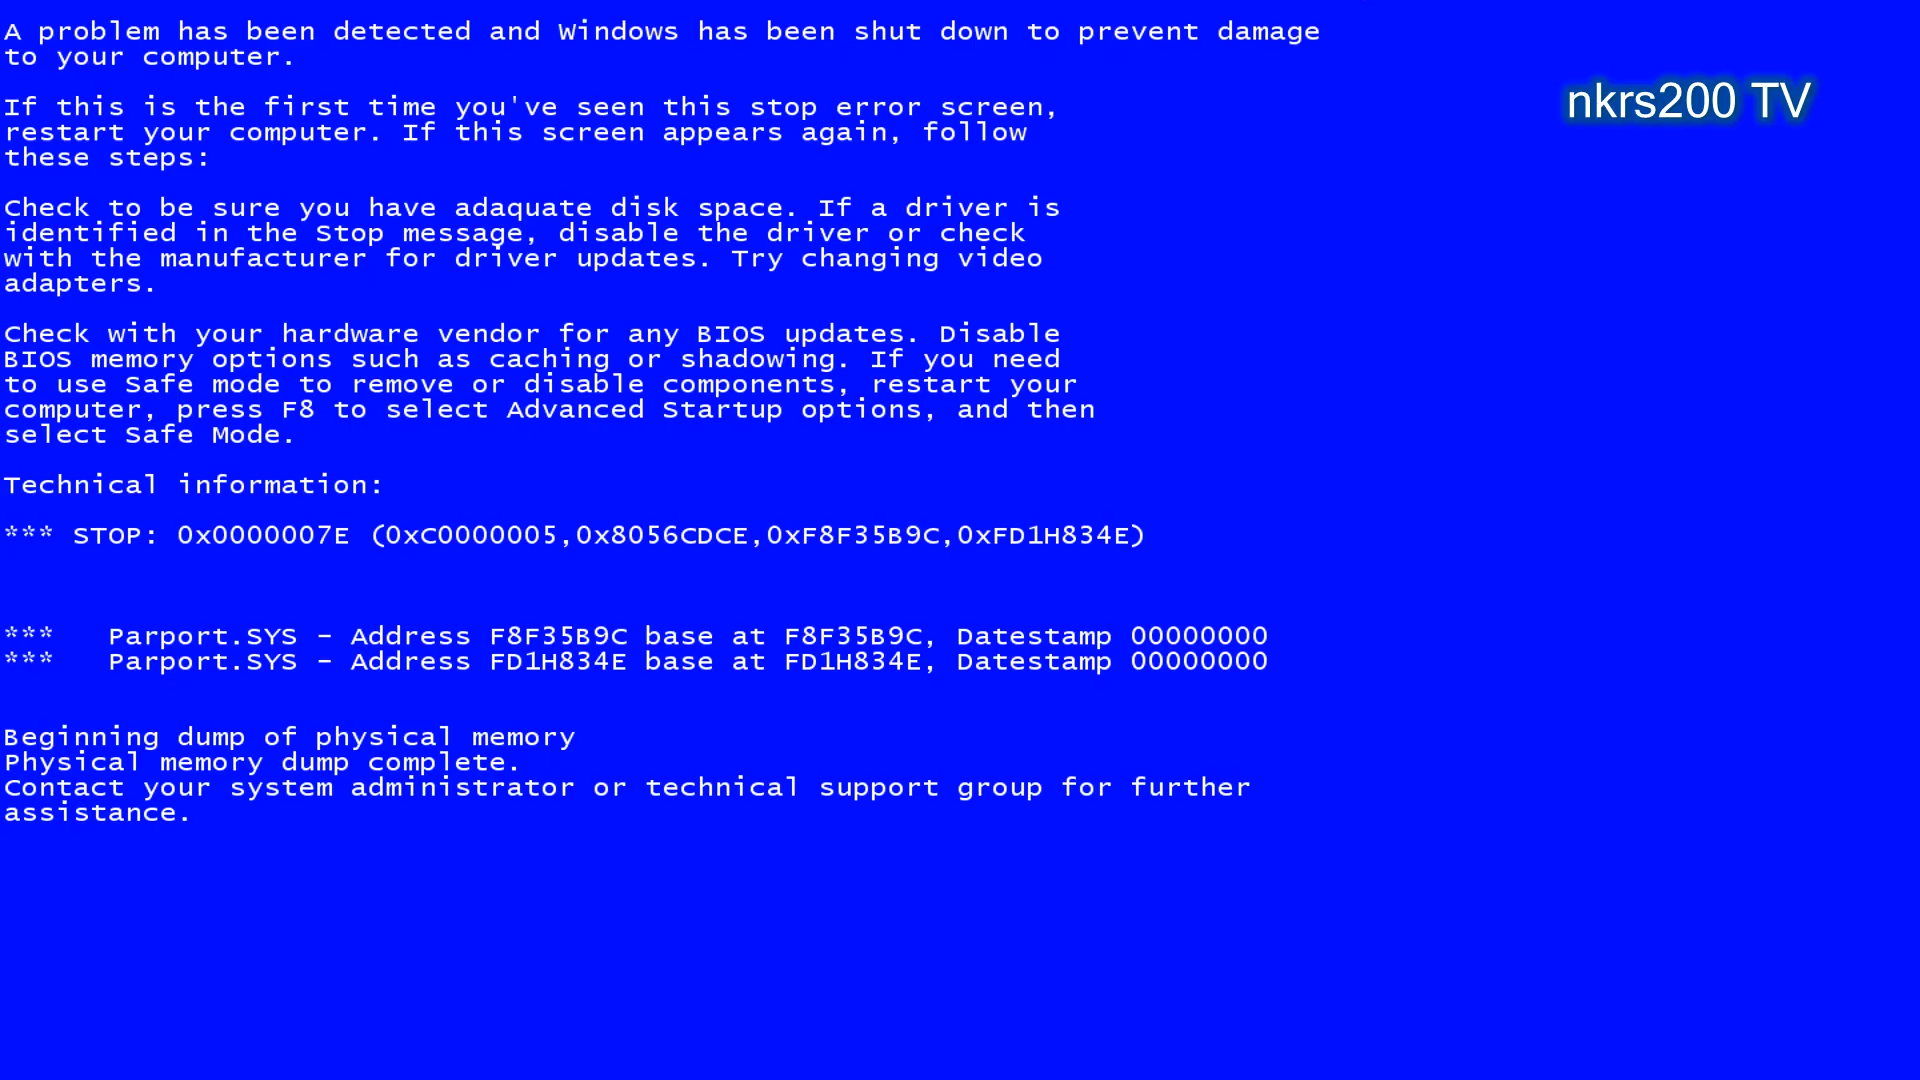 A problem has been detected and Windows has been shut down to prevent damage
to your computer.
nkrs200 TV
If this is the first time you've seen this stop error screen,
restart your computer. If this screen appears again, follow
these steps:
Check to be sure you have adaquate disk space. If a driver is
identified in the Stop message, disable the driver or check
with the manufacturer for driver updates. Try changing video
adapters.
Check with your hardware vendor for any BIOS updates. Disable
BIOS memory options such as caching or shadowing. If you need
to use Safe mode to remove or disable components, restart your
computer, press F8 to select Advanced Startup options, and then
select Safe Mode.
Technical information:
*** STOP: 0x0000007E (0xC0000005,0x8056CDCE,0xF8F35B9C,0xFD1H834E)
***   Parport.SYS - Address F8F35B9C base at F8F35B9C, Datestamp 00000000
***   Parport.SYS - Address FD1H834E base at FD1H834E, Datestamp 00000000
Beginning dump of physical memory
Physical memory dump complete.
Contact your system administrator or technical support group for further
assistance.